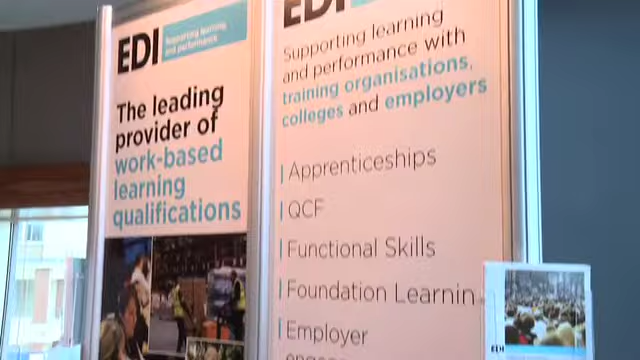 EDI Supporting learning
and performance
The leading
provider of
work-based
learning
qualifications
EDI
Supporting learning
and performance with
training organisations,
colleges and employers
Apprenticeships
QCF
Functional Skills
Foundation Learnin
Employer
EDI